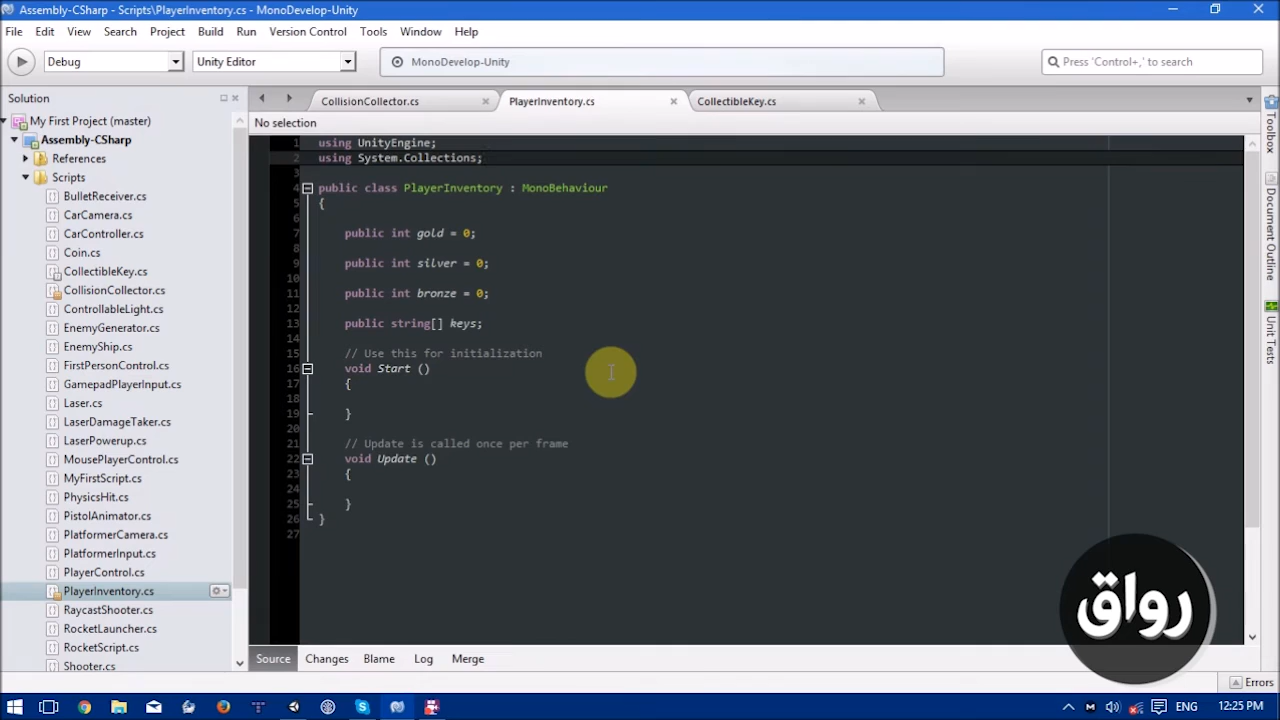 Assembly-CSharp - Scripts\PlayerInventory.cs - MonoDevelop-Unity
File Edit View Search Project Build Run Version Control Tools Window Help
Debug Unity Editor MonoDevelop-Unity Press 'Control+,' to search
Solution
My First Project (master)
Assembly-CSharp
References
Scripts
BulletReceiver.cs
CarCamera.cs
CarController.cs
Coin.cs
CollectibleKey.cs
CollisionCollector.cs
ControllableLight.cs
EnemyGenerator.cs
EnemyShip.cs
FirstPersonControl.cs
GamepadPlayerInput.cs
Laser.cs
LaserDamageTaker.cs
LaserPowerup.cs
MousePlayerControl.cs
MyFirstScript.cs
PhysicsHit.cs
PistolAnimator.cs
PlatformerCamera.cs
PlatformerInput.cs
PlayerControl.cs
PlayerInventory.cs
RaycastShooter.cs
RocketLauncher.cs
RocketScript.cs
Shooter.cs
CollisionCollector.cs PlayerInventory.cs CollectibleKey.cs
No selection
1 using UnityEngine;
2 using System.Collections;
3
4 public class PlayerInventory : MonoBehaviour
5 {
6
7 public int gold = 0;
8
9 public int silver = 0;
10
11 public int bronze = 0;
12
13 public string[] keys;
14
15 // Use this for initialization
16 void Start ()
17 {
18
19 }
20
21 // Update is called once per frame
22 void Update ()
23 {
24
25 }
26 }
27
Toolbox
Document Outline
Unit Tests
رواق
Source Changes Blame Log Merge
Errors
ENG 12:25 PM